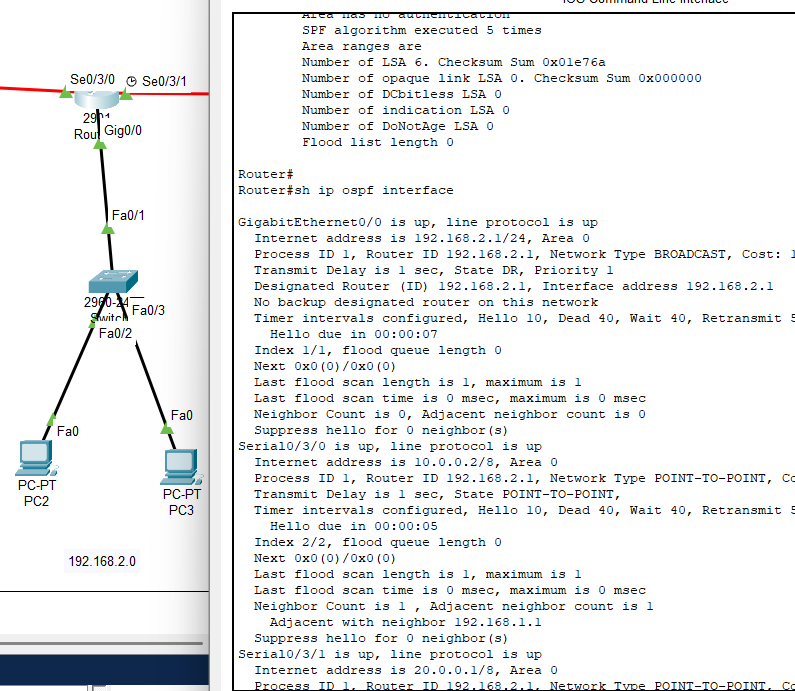 Se0/3/0
Se0/3/1
Gig0/0
Fa0/1
Fa0/3
Fa0/2
Fa0
Fa0
PC-PT
PC2
PC-PT
PC3
192.168.2.0
Area has no authentication
SPF algorithm executed 5 times
Area ranges are
Number of LSA 6. Checksum Sum 0x01e76a
Number of opaque link LSA 0. Checksum Sum 0x000000
Number of DCbitless LSA 0
Number of indication LSA 0
Number of DoNotAge LSA 0
Flood list length 0
Router#
Router#sh ip ospf interface
GigabitEthernet0/0 is up, line protocol is up
Internet address is 192.168.2.1/24, Area 0
Process ID 1, Router ID 192.168.2.1, Network Type BROADCAST, Cost: 1
Transmit Delay is 1 sec, State DR, Priority 1
Designated Router (ID) 192.168.2.1, Interface address 192.168.2.1
No backup designated router on this network
Timer intervals configured, Hello 10, Dead 40, Wait 40, Retransmit 5
Hello due in 00:00:07
Index 1/1, flood queue length 0
Next 0x0(0)/0x0(0)
Last flood scan length is 1, maximum is 1
Last flood scan time is 0 msec, maximum is 0 msec
Neighbor Count is 0, Adjacent neighbor count is 0
Suppress hello for 0 neighbor(s)
Serial0/3/0 is up, line protocol is up
Internet address is 10.0.0.2/8, Area 0
Process ID 1, Router ID 192.168.2.1, Network Type POINT-TO-POINT, Co
Transmit Delay is 1 sec, State POINT-TO-POINT,
Timer intervals configured, Hello 10, Dead 40, Wait 40, Retransmit 5
Hello due in 00:00:05
Index 2/2, flood queue length 0
Next 0x0(0)/0x0(0)
Last flood scan length is 1, maximum is 1
Last flood scan time is 0 msec, maximum is 0 msec
Neighbor Count is 1 , Adjacent neighbor count is 1
Adjacent with neighbor 192.168.1.1
Suppress hello for 0 neighbor(s)
Serial0/3/1 is up, line protocol is up
Internet address is 20.0.0.1/8, Area 0
Process ID 1, Router ID 192.168.2.1, Network Type POINT-TO-POINT, Co